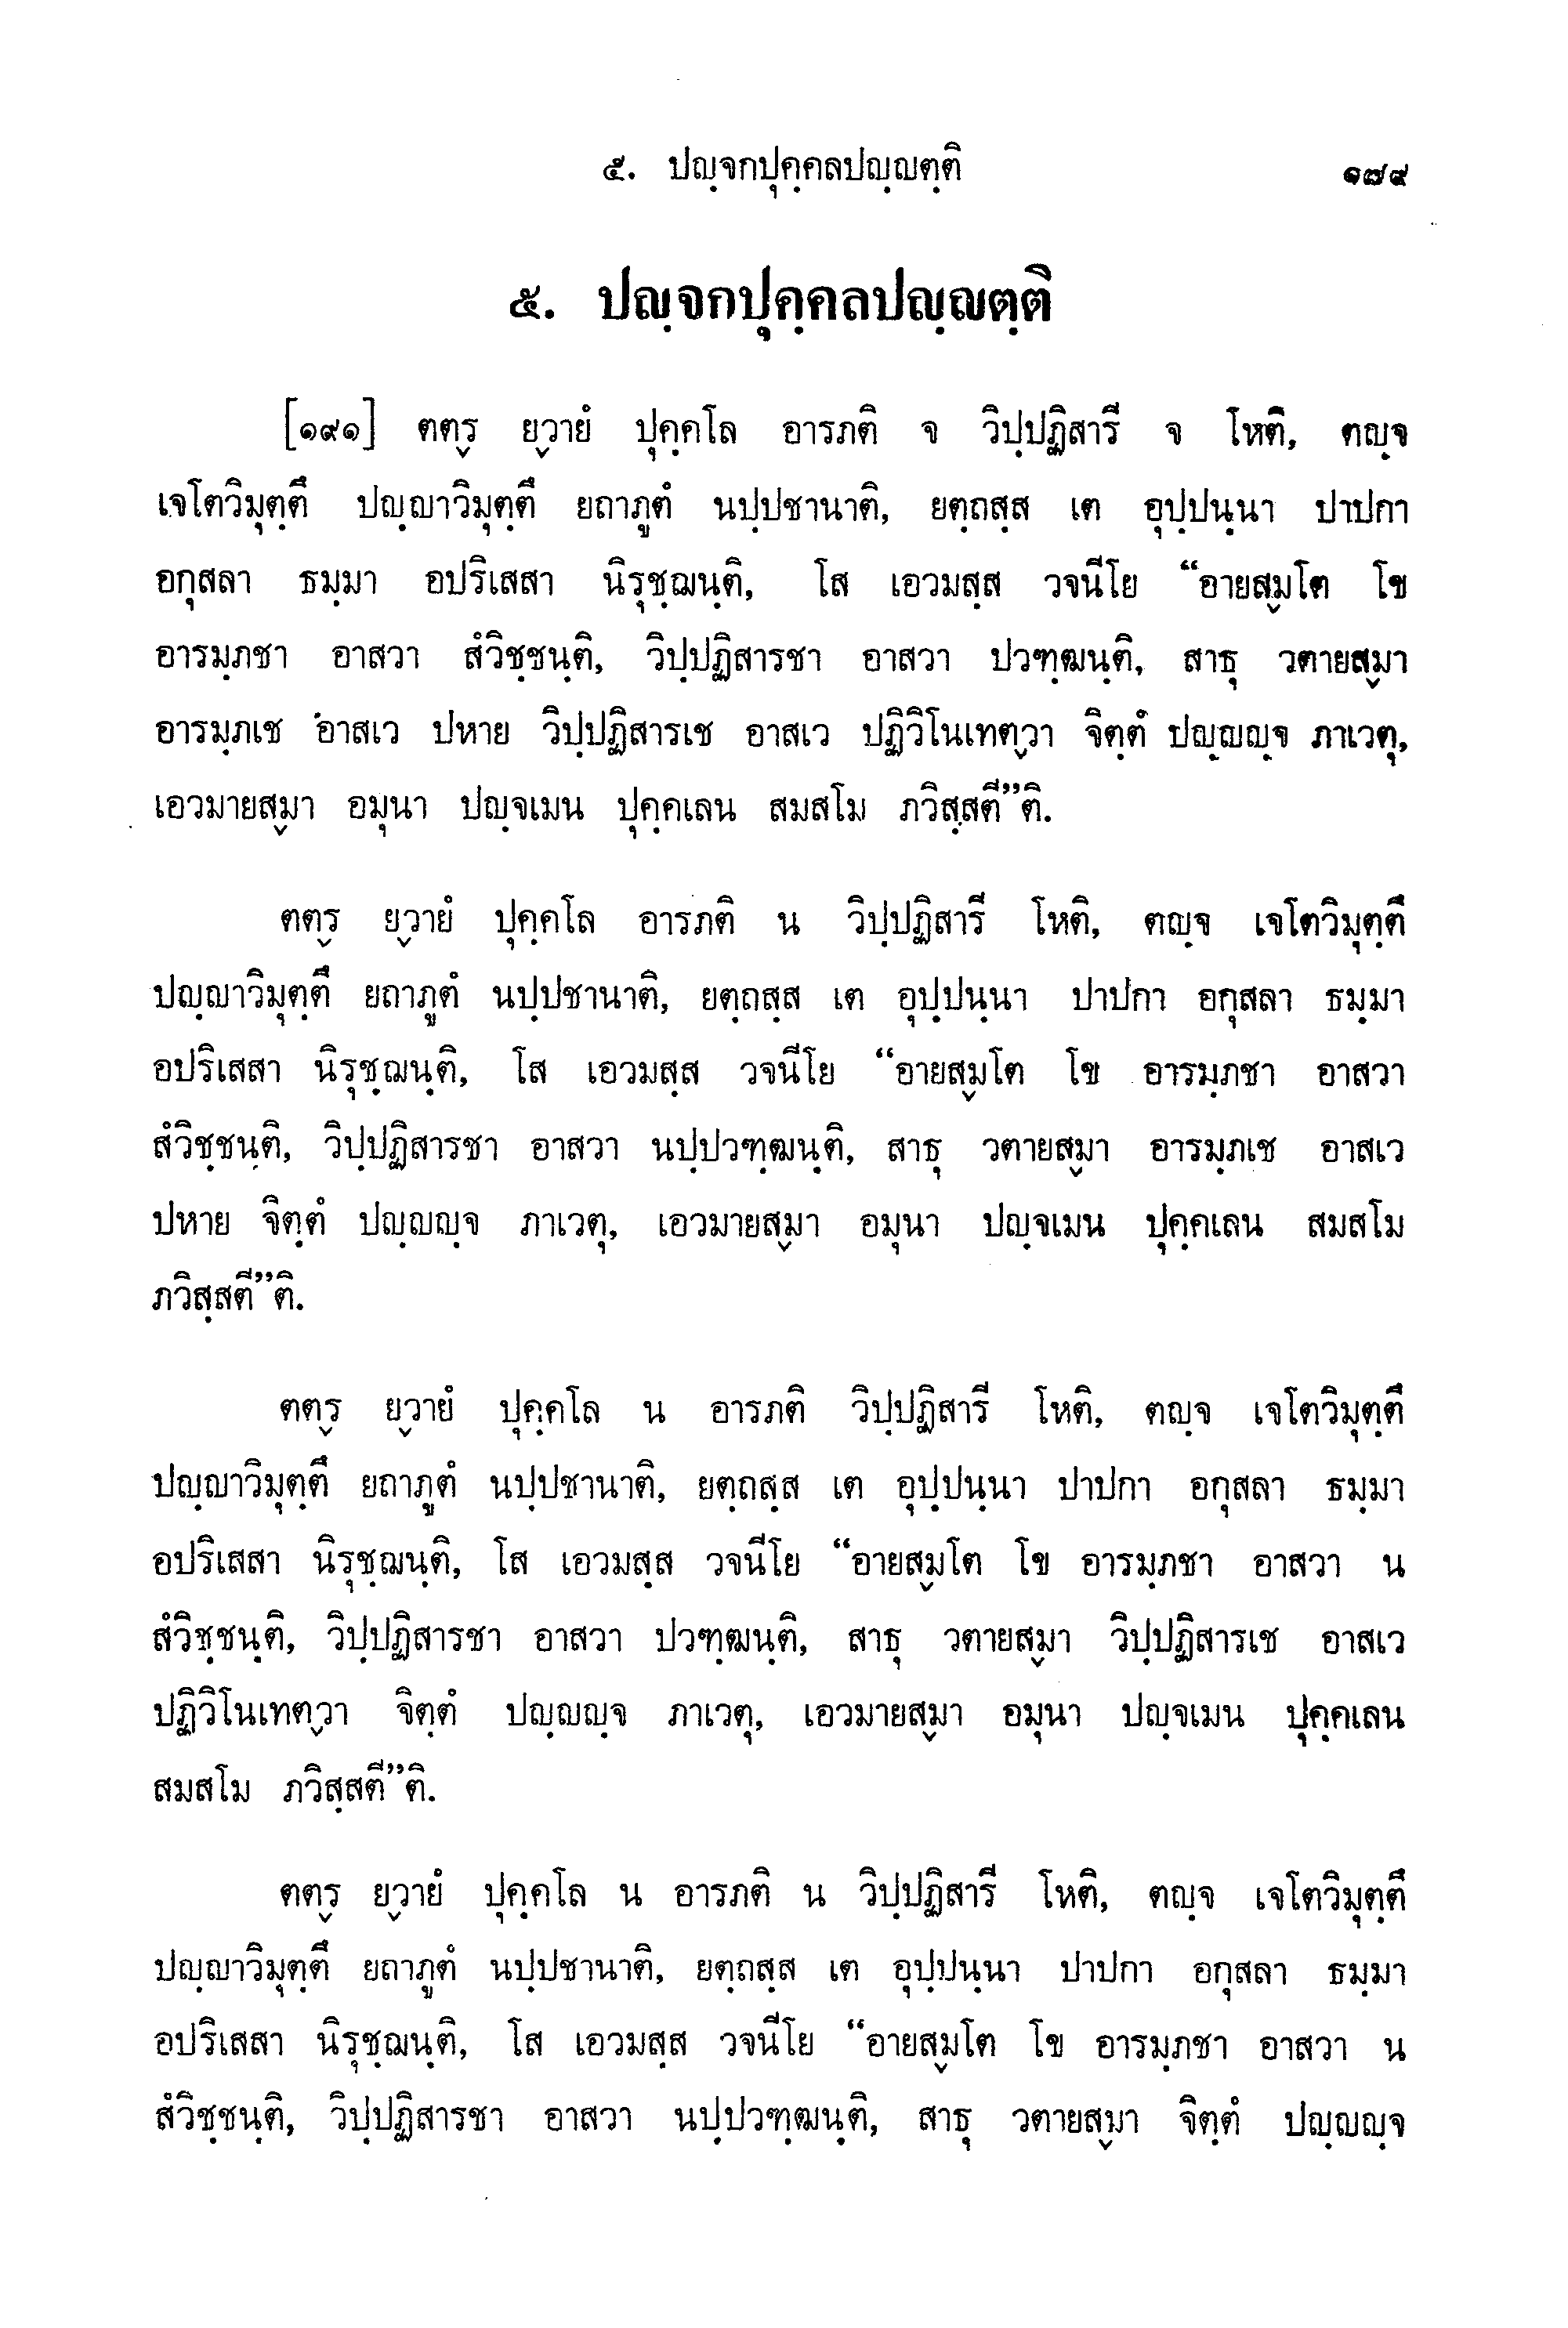 ๕. ปญฺจกปุคฺคลปญฺญตฺติ ๑๗๙
๕. ปญฺจกปุคฺคลปญฺญตฺติ
[๑๙๑] ตต๎ร ย๎วายํ ปุคฺคโล อารภติ จ วิปฺปฏิสารี จ โหติ, ตญฺจ
เจโตวิมุตฺตึ ปญฺญาวิมุตฺตึ ยถาภูตํ นปฺปชานาติ, ยตฺถสฺส เต อุปฺปนฺนา ปาปกา
อกุสลา ธมฺมา อปริเสสา นิรุชฺฌนฺติ, โส เอวมสฺส วจนีโย “อายส๎มโต โข
อารมฺภชา อาสวา สํวิชฺชนฺติ, วิปฺปฏิสารชา อาสวา ปวฑฺฒนฺติ, สาธุ วตายส๎มา
อารมฺภเช อาสเว ปหาย วิปฺปฏิสารเช อาสเว ปฏิวิโนเทต๎วา จิตฺตํ ปญฺญญฺจ ภาเวตุ,
เอวมายส๎มา อมุนา ปญฺจเมน ปุคฺคเลน สมสโม ภวิสฺสตี”ติ.
ตต๎ร ย๎วายํ ปุคฺคโล อารภติ น วิปฺปฏิสารี โหติ, ตญฺจ เจโตวิมุตฺตึ
ปญฺญาวิมุตฺตึ ยถาภูตํ นปฺปชานาติ, ยตฺถสฺส เต อุปฺปนฺนา ปาปกา อกุสลา ธมฺมา
อปริเสสา นิรุชฺฌนฺติ, โส เอวมสฺส วจนีโย “อายส๎มโต โข อารมฺภชา อาสวา
สํวิชฺชนฺติ, วิปฺปฏิสารชา อาสวา นปฺปวฑฺฒนฺติ, สาธุ วตายส๎มา อารมฺภเช อาสเว
ปหาย จิตฺตํ ปญฺญญฺจ ภาเวตุ, เอวมายส๎มา อมุนา ปญฺจเมน ปุคฺคเลน สมสโม
ภวิสฺสตี”ติ.
ตต๎ร ย๎วายํ ปุคฺคโล น อารภติ วิปฺปฏิสารี โหติ, ตญฺจ เจโตวิมุตฺตึ
ปญฺญาวิมุตฺตึ ยถาภูตํ นปฺปชานาติ, ยตฺถสฺส เต อุปฺปนฺนา ปาปกา อกุสลา ธมฺมา
อปริเสสา นิรุชฺฌนฺติ, โส เอวมสฺส วจนีโย “อายส๎มโต โข อารมฺภชา อาสวา น
สํวิชฺชนฺติ, วิปฺปฏิสารชา อาสวา ปวฑฺฒนฺติ, สาธุ วตายส๎มา วิปฺปฏิสารเช อาสเว
ปฏิวิโนเทต๎วา จิตฺตํ ปญฺญญฺจ ภาเวตุ, เอวมายส๎มา อมุนา ปญฺจเมน ปุคฺคเลน
สมสโม ภวิสฺสตี”ติ.
ตต๎ร ย๎วายํ ปุคฺคโล น อารภติ น วิปฺปฏิสารี โหติ, ตญฺจ เจโตวิมุตฺตึ
ปญฺญาวิมุตฺตึ ยถาภูตํ นปฺปชานาติ, ยตฺถสฺส เต อุปฺปนฺนา ปาปกา อกุสลา ธมฺมา
อปริเสสา นิรุชฺฌนฺติ, โส เอวมสฺส วจนีโย “อายส๎มโต โข อารมฺภชา อาสวา น
สํวิชฺชนฺติ, วิปฺปฏิสารชา อาสวา นปฺปวฑฺฒนฺติ, สาธุ วตายส๎มา จิตฺตํ ปญฺญญฺจ